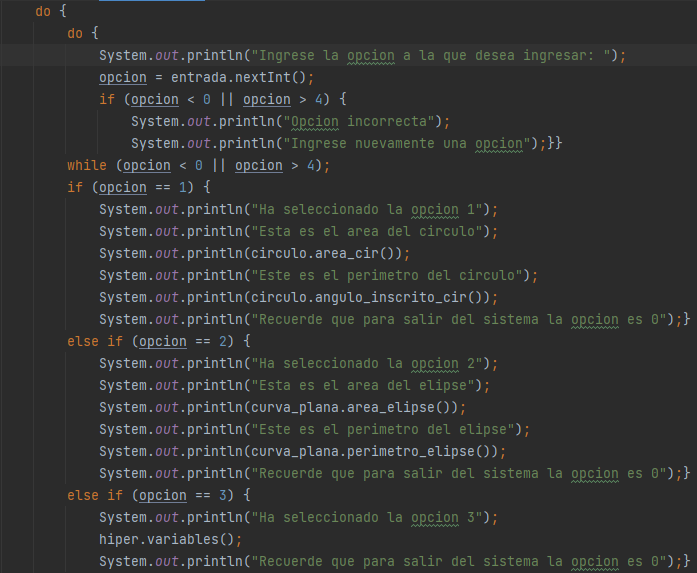 do {
do {
System.out.println("Ingrese la opcion a la que desea ingresar: ");
opcion = entrada.nextInt();
if (opcion < 0 || opcion > 4) {
System.out.println("Opcion incorrecta");
System.out.println("Ingrese nuevamente una opcion");}}
while (opcion < 0 || opcion > 4);
if (opcion == 1) {
System.out.println("Ha seleccionado la opcion 1");
System.out.println("Esta es el area del circulo");
System.out.println(circulo.area_cir());
System.out.println("Este es el perimetro del circulo");
System.out.println(circulo.angulo_inscrito_cir());
System.out.println("Recuerde que para salir del sistema la opcion es 0");}
else if (opcion == 2) {
System.out.println("Ha seleccionado la opcion 2");
System.out.println("Esta es el area del elipse");
System.out.println(curva_plana.area_elipse());
System.out.println("Este es el perimetro del elipse");
System.out.println(curva_plana.perimetro_elipse());
System.out.println("Recuerde que para salir del sistema la opcion es 0");}
else if (opcion == 3) {
System.out.println("Ha seleccionado la opcion 3");
hiper.variables();
System.out.println("Recuerde que para salir del sistema la opcion es 0");}